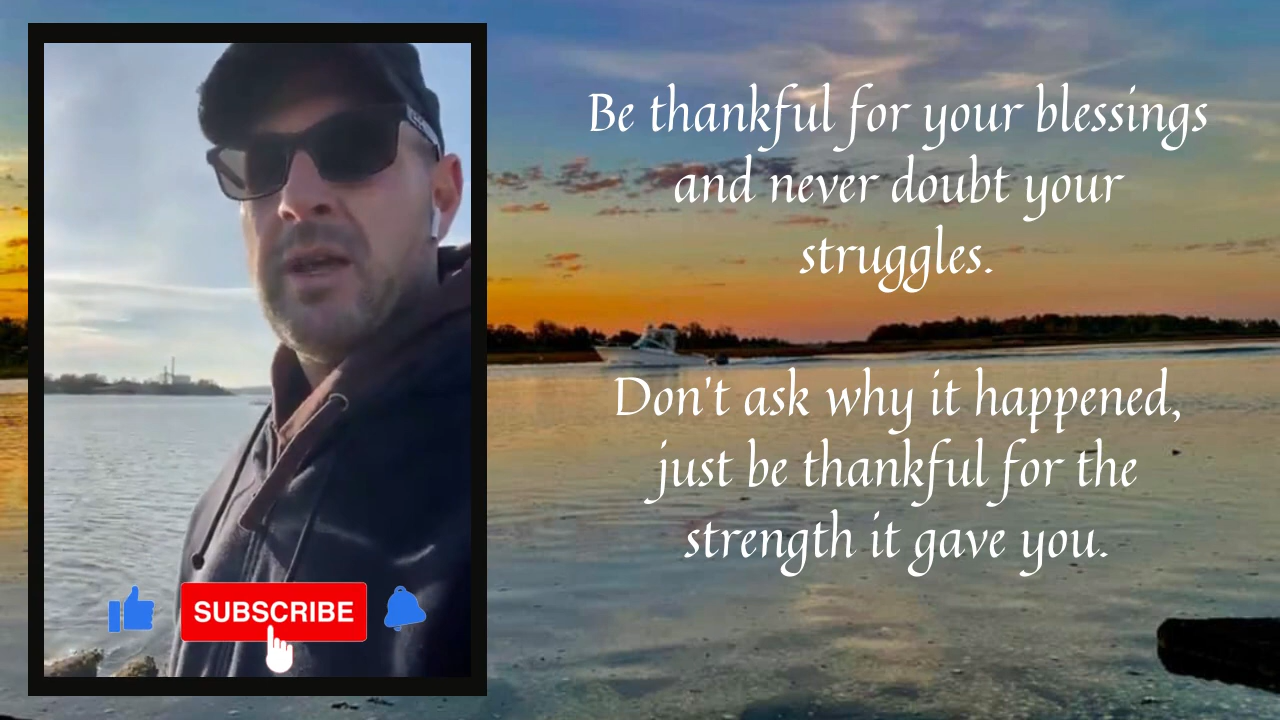 Be thankful for your blessings
and never doubt your
struggles.
Don't ask why it happened,
just be thankful for the
strength it gave you.
SUBSCRIBE